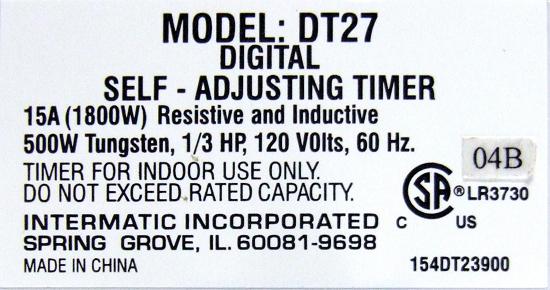 MODEL: DT27
DIGITAL
SELF - ADJUSTING TIMER
15A (1800W) Resistive and Inductive
500W Tungsten, 1/3 HP, 120 VOlts, 60 Hz.
TIMER FOR INDOOR USE ONLY.
DO NOT EXCEED RATED CAPACITY.
04B
SA ® LR3730
C US
INTERMATIC INCORPORATED
SPRING GROVE, IL. 60081-9698
MADE IN CHINA 154DT23900